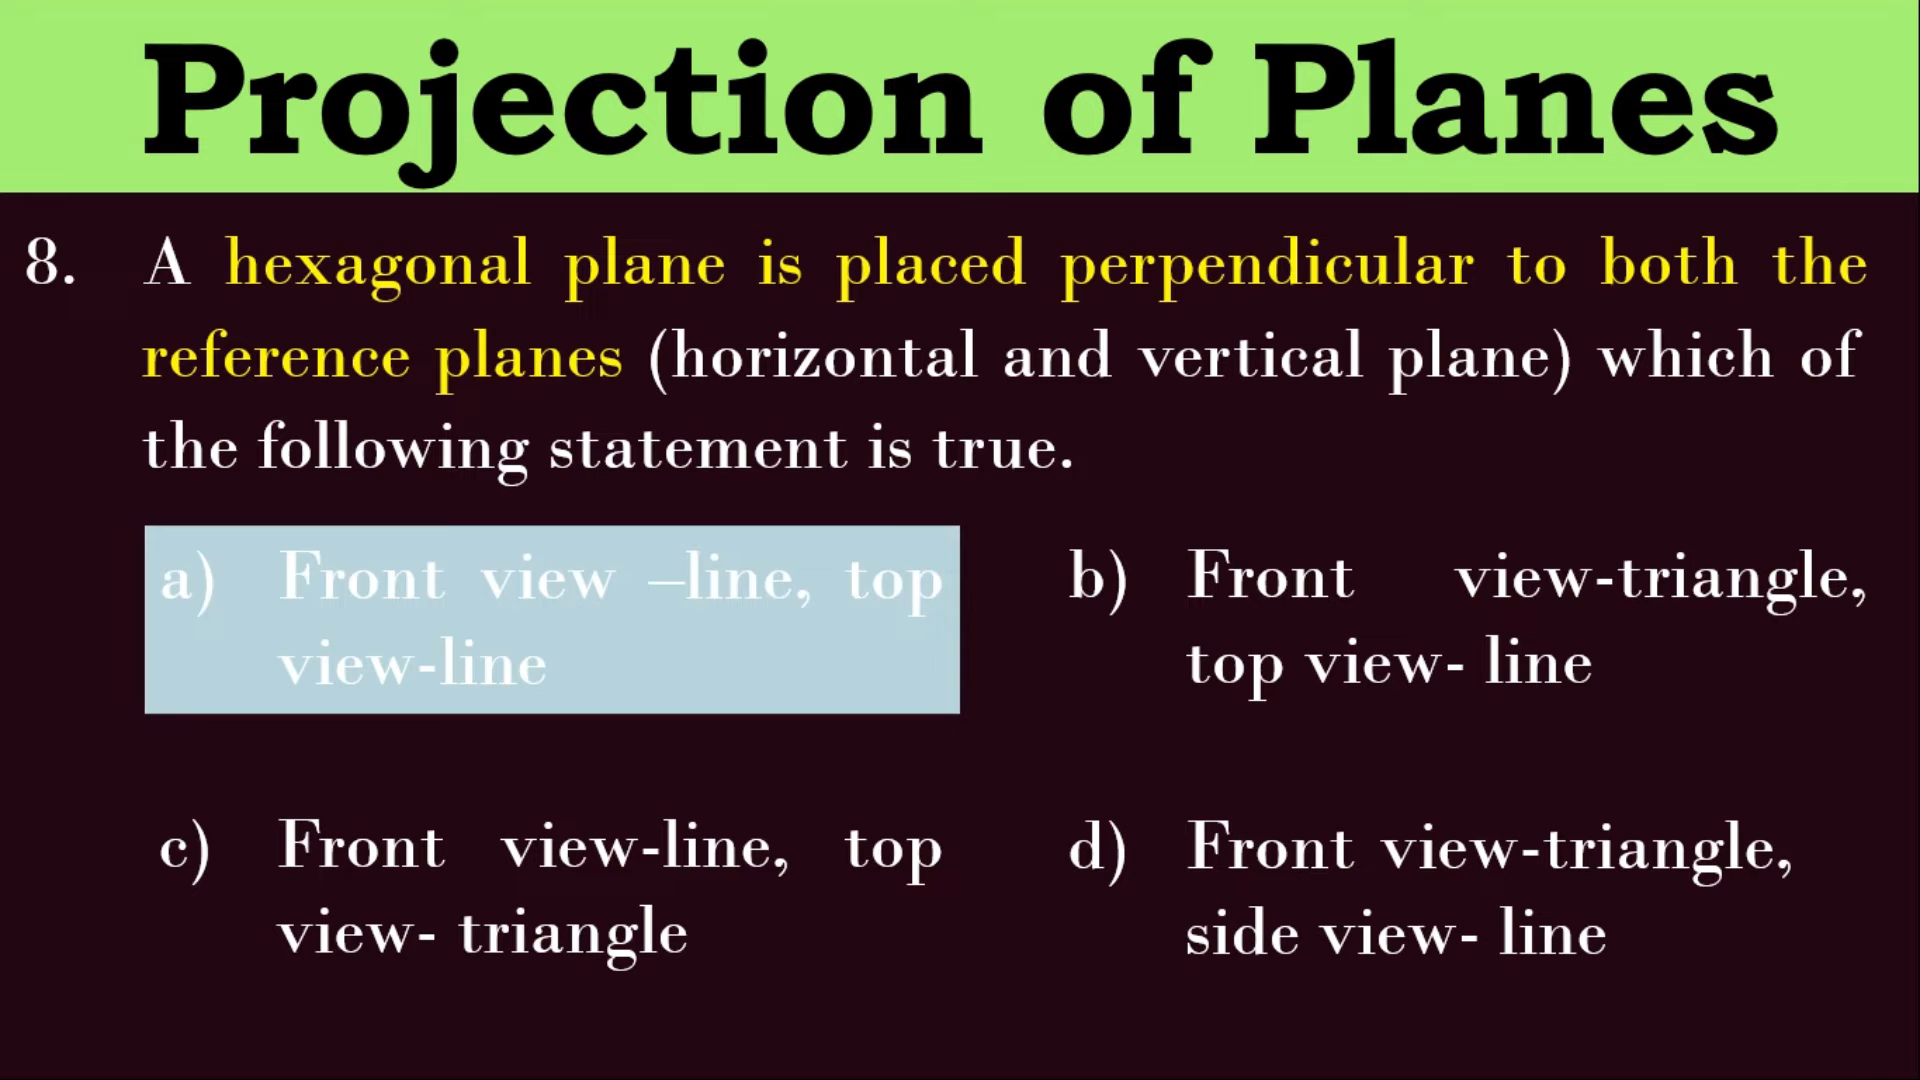 Projection of Planes
8. A hexagonal plane is placed perpendicular to both the
reference planes (horizontal and vertical plane) which of
the following statement is true.
a) Front view –line, top
view-line
b) Front view-triangle,
top view- line
c) Front view-line, top
view- triangle
d) Front view-triangle,
side view- line